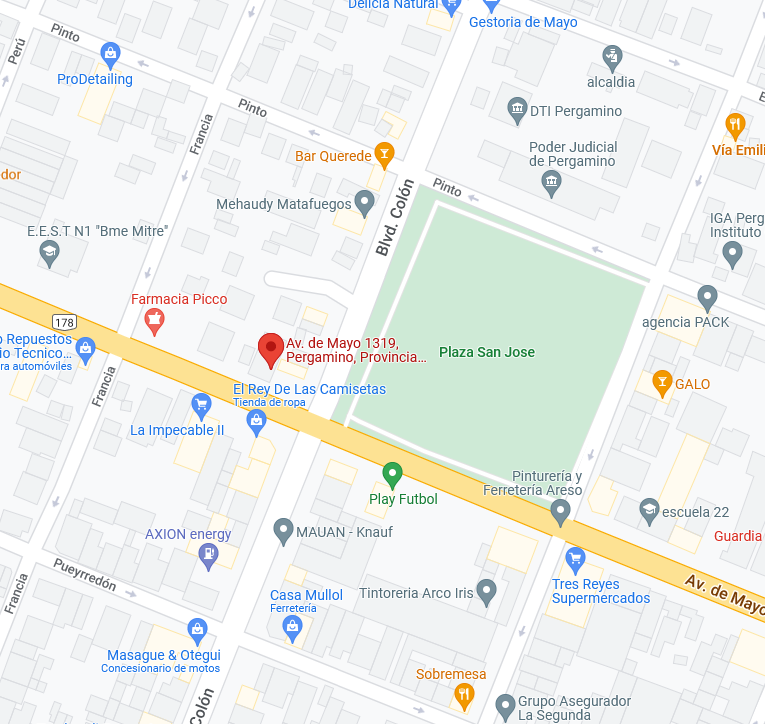 Delicia Natural
Gestoria de Mayo
Pinto
Perú
ProDetailing
alcaldia
Pinto
DTI Pergamino
Francia
Vía Emili
Bar Querede
Poder Judicial
de Pergamino
Pinto
Mehaudy Matafuegos
Blvd. Colón
dor
E.E.S.T N1 "Bme Mitre"
IGA Perg
Instituto
Farmacia Picco
178
agencia PACK
o Repuestos
io Tecnico...
ra automóviles
Av. de Mayo 1319,
Pergamino, Provincia...
Plaza San Jose
El Rey De Las Camisetas
Tienda de ropa
GALO
Francia
La Impecable II
Play Futbol
Pinturería y
Ferretería Areso
escuela 22
AXION energy
MAUAN - Knauf
Guardia
Pueyrredón
Francia
Casa Mullol
Ferretería
Tintoreria Arco Iris
Tres Reyes
Supermercados
Av. de Mayo
Masague & Otegui
Concesionario de motos
Sobremesa
Colón
Grupo Asegurador
La Segunda